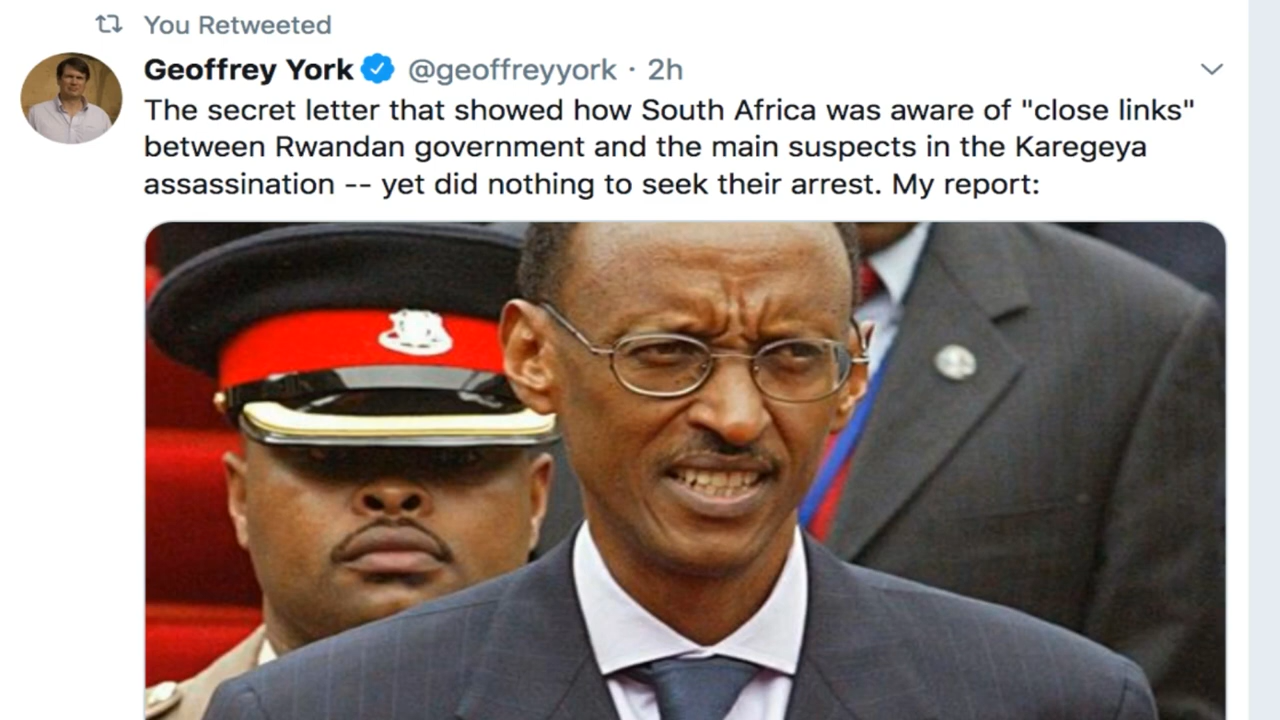 You Retweeted
Geoffrey York @geoffreyyork · 2h
The secret letter that showed how South Africa was aware of "close links"
between Rwandan government and the main suspects in the Karegeya
assassination -- yet did nothing to seek their arrest. My report: